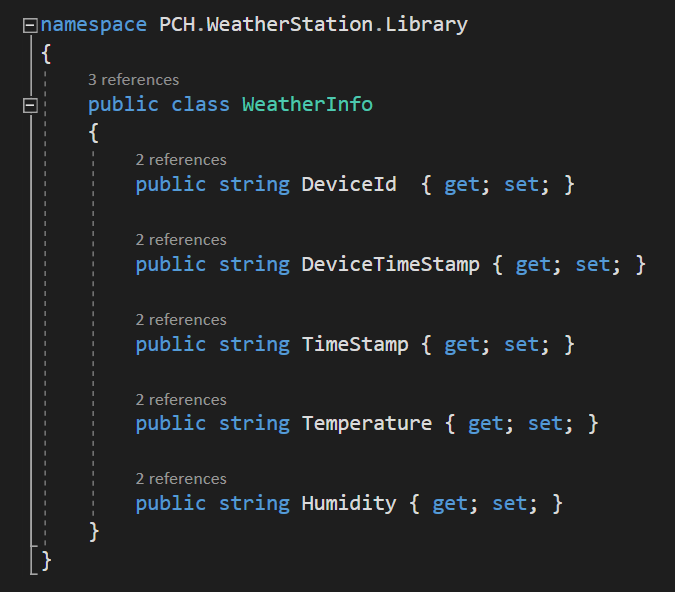 namespace PCH.WeatherStation.Library
{
3 references
public class WeatherInfo
{
2 references
public string DeviceId  { get; set; }
2 references
public string DeviceTimeStamp { get; set; }
2 references
public string TimeStamp { get; set; }
2 references
public string Temperature { get; set; }
2 references
public string Humidity { get; set; }
}
}